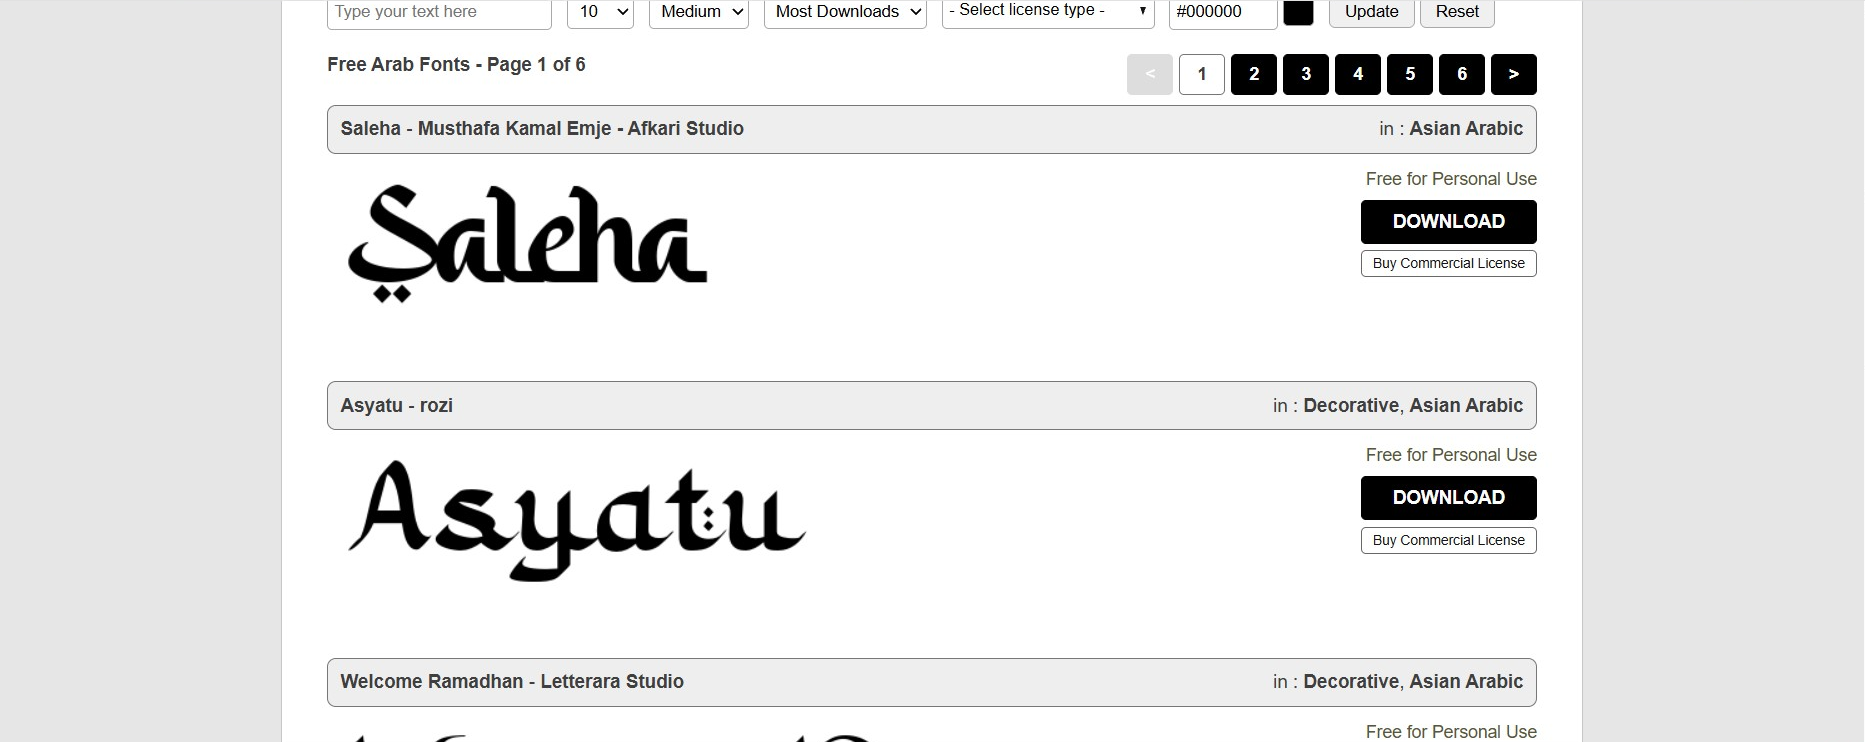 Type your text here 10 Medium Most Downloads - Select license type - #000000 Update Reset
Free Arab Fonts - Page 1 of 6 < 1 2 3 4 5 6 >
Saleha - Musthafa Kamal Emje - Afkari Studio in : Asian Arabic
Free for Personal Use
Saleha
DOWNLOAD
Buy Commercial License
Asyatu - rozi in : Decorative, Asian Arabic
Free for Personal Use
Asyatu
DOWNLOAD
Buy Commercial License
Welcome Ramadhan - Letterara Studio in : Decorative, Asian Arabic
Free for Personal Use